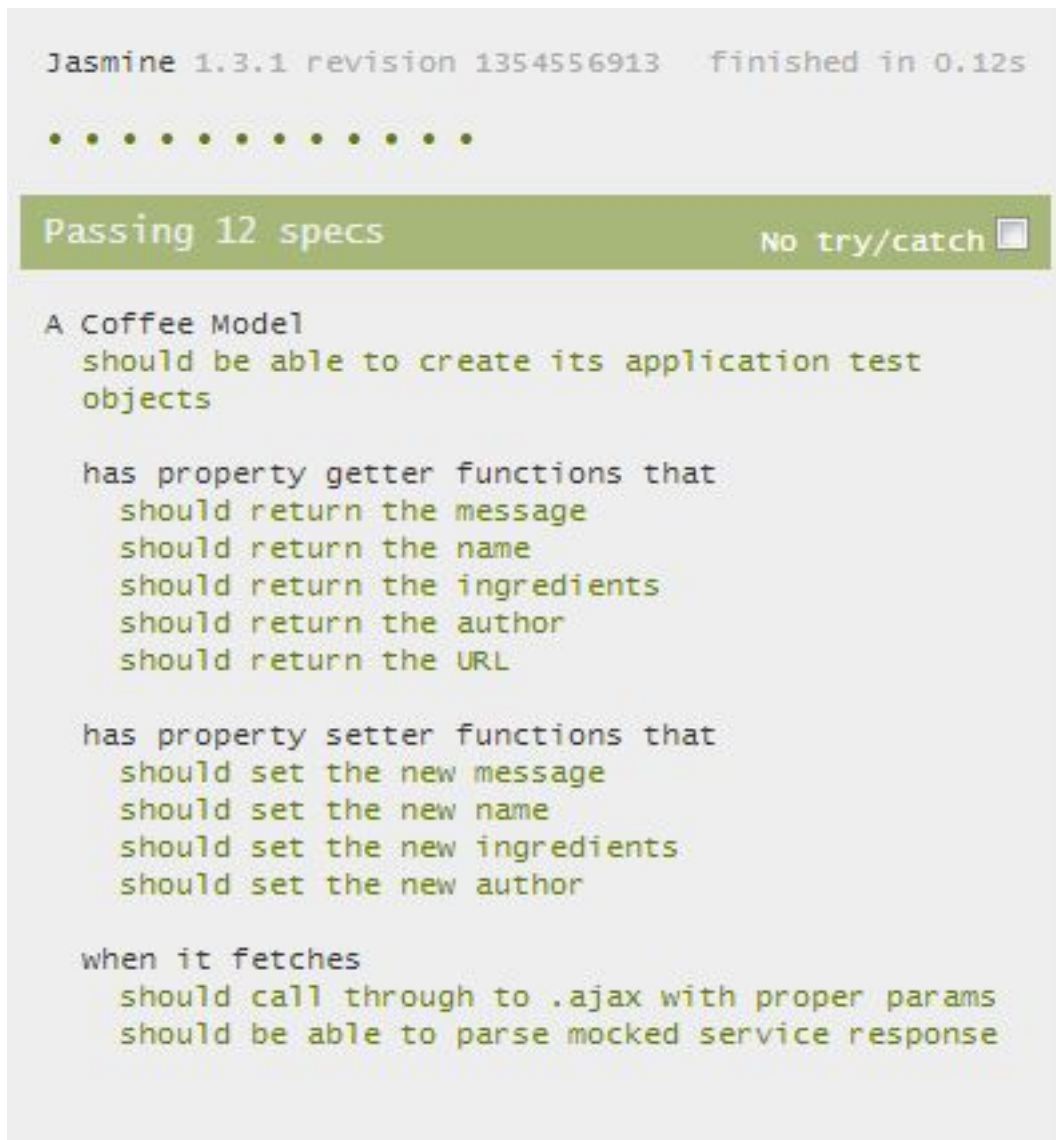 Jasmine 1.3.1 revision 1354556913 finished in 0.12s
• • • • • • • • • • • •
Passing 12 specs No try/catch
A Coffee Model
should be able to create its application test
objects
has property getter functions that
should return the message
should return the name
should return the ingredients
should return the author
should return the URL
has property setter functions that
should set the new message
should set the new name
should set the new ingredients
should set the new author
when it fetches
should call through to .ajax with proper params
should be able to parse mocked service response